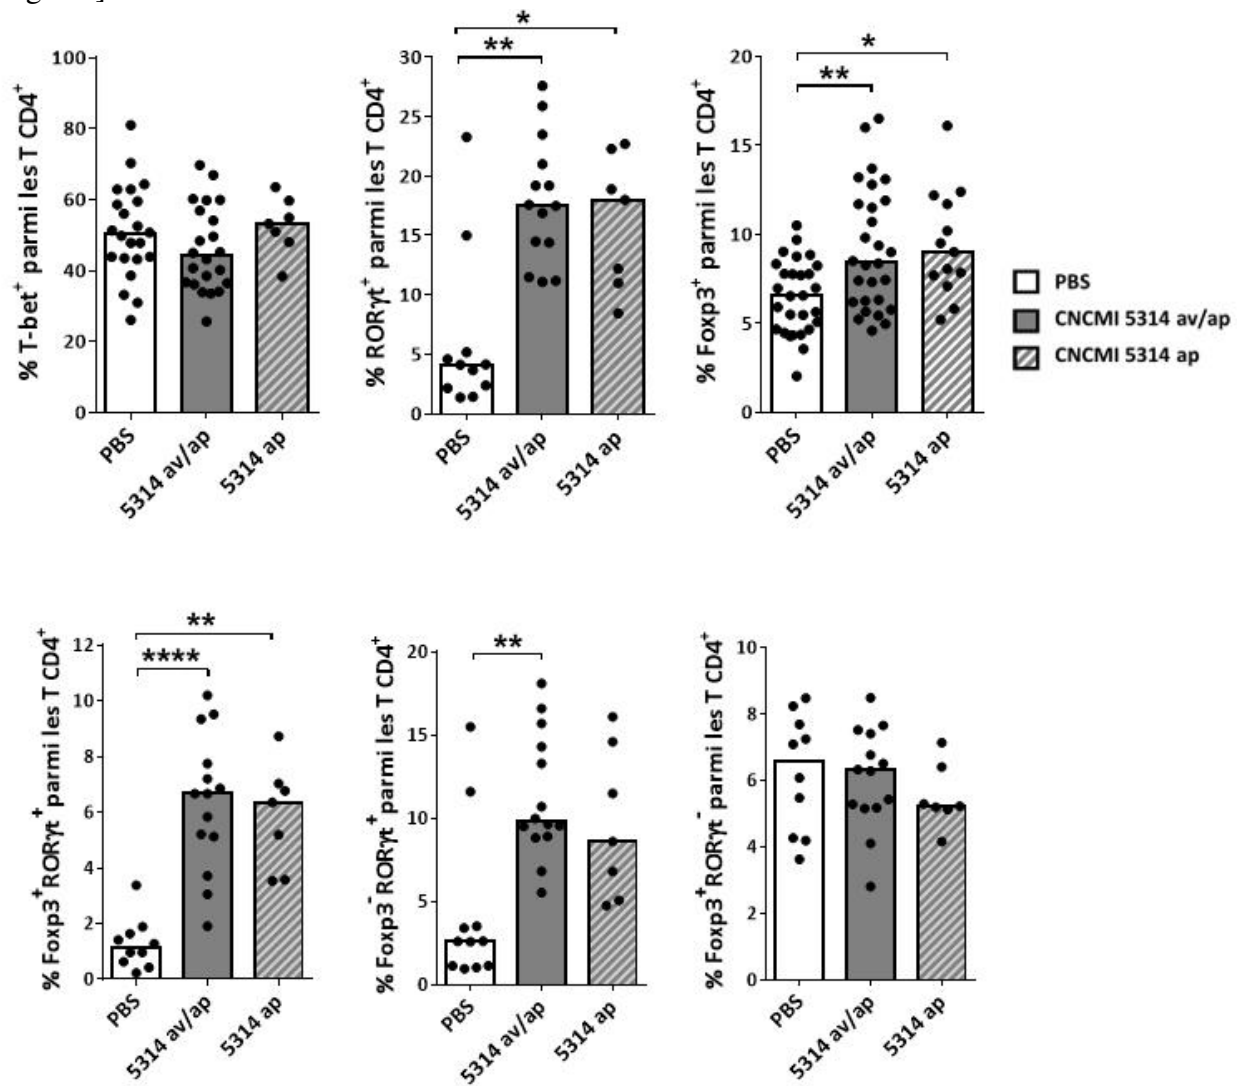 % T-bet⁺ parmi les T CD4⁺
100
80
60
40
20
0
PBS
5314 av/ap
5314 ap
*
**
% RORγt⁺ parmi les T CD4⁺
30
25
20
15
10
5
0
PBS
5314 av/ap
5314 ap
*
**
% Foxp3⁺ parmi les T CD4⁺
20
15
10
5
0
PBS
5314 av/ap
5314 ap
PBS
CNCMI 5314 av/ap
CNCMI 5314 ap
**
****
% Foxp3⁺RORγt⁺ parmi les T CD4⁺
12
10
8
6
4
2
0
PBS
5314 av/ap
5314 ap
**
% Foxp3⁻RORγt⁺ parmi les T CD4⁺
20
15
10
5
0
PBS
5314 av/ap
5314 ap
% Foxp3⁺RORγt⁻ parmi les T CD4⁺
10
8
6
4
2
0
PBS
5314 av/ap
5314 ap